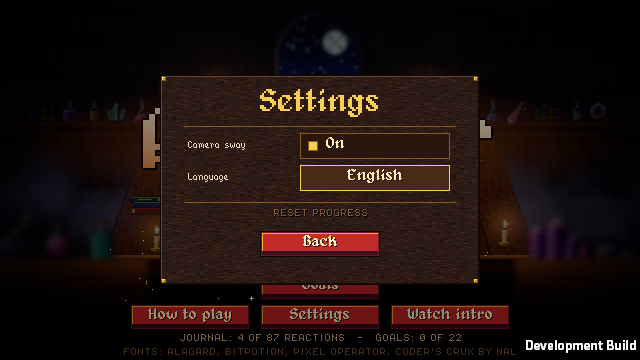 Settings
Camera sway
On
Language
English
RESET PROGRESS
Back
Goals
How to play
Settings
Watch intro
JOURNAL: 4 OF 87 REACTIONS – GOALS: 0 OF 22
FONTS: ALAGARD, BITPOTION, PIXEL OPERATOR, CODER'S CRUX BY NAL
Development Build